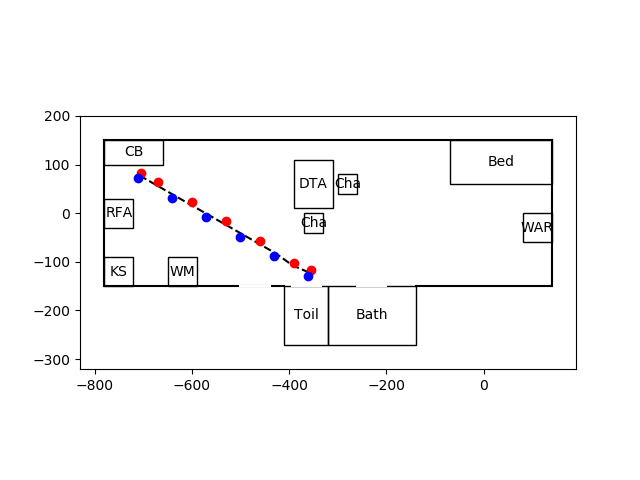 200
100
0
−100
−200
−300
CB
Bed
DTA
Cha
RFA
Cha
WAR
KS
WM
Toil
Bath
−800
−600
−400
−200
0